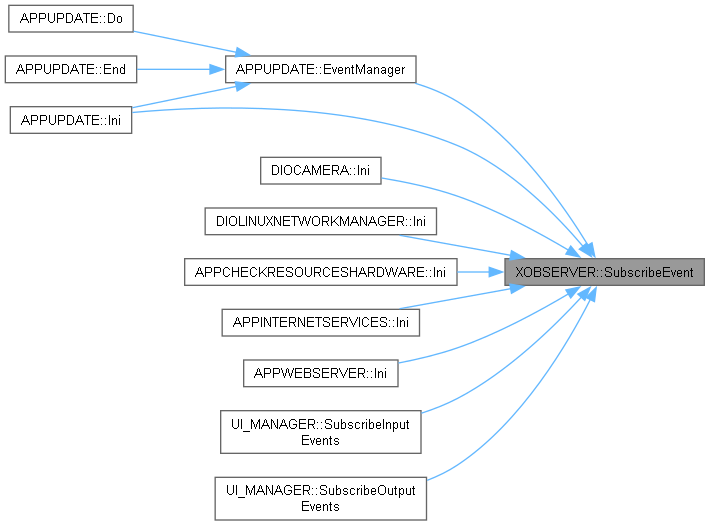 APPUPDATE::Do
APPUPDATE::End
APPUPDATE::EventManager
APPUPDATE::Ini
DIOCAMERA::Ini
DIOLINUXNETWORKMANAGER::Ini
APPCHECKRESOURCESHARDWARE::Ini
XOBSERVER::SubscribeEvent
APPINTERNETSERVICES::Ini
APPWEBSERVER::Ini
UI_MANAGER::SubscribeInput
Events
UI_MANAGER::SubscribeOutput
Events